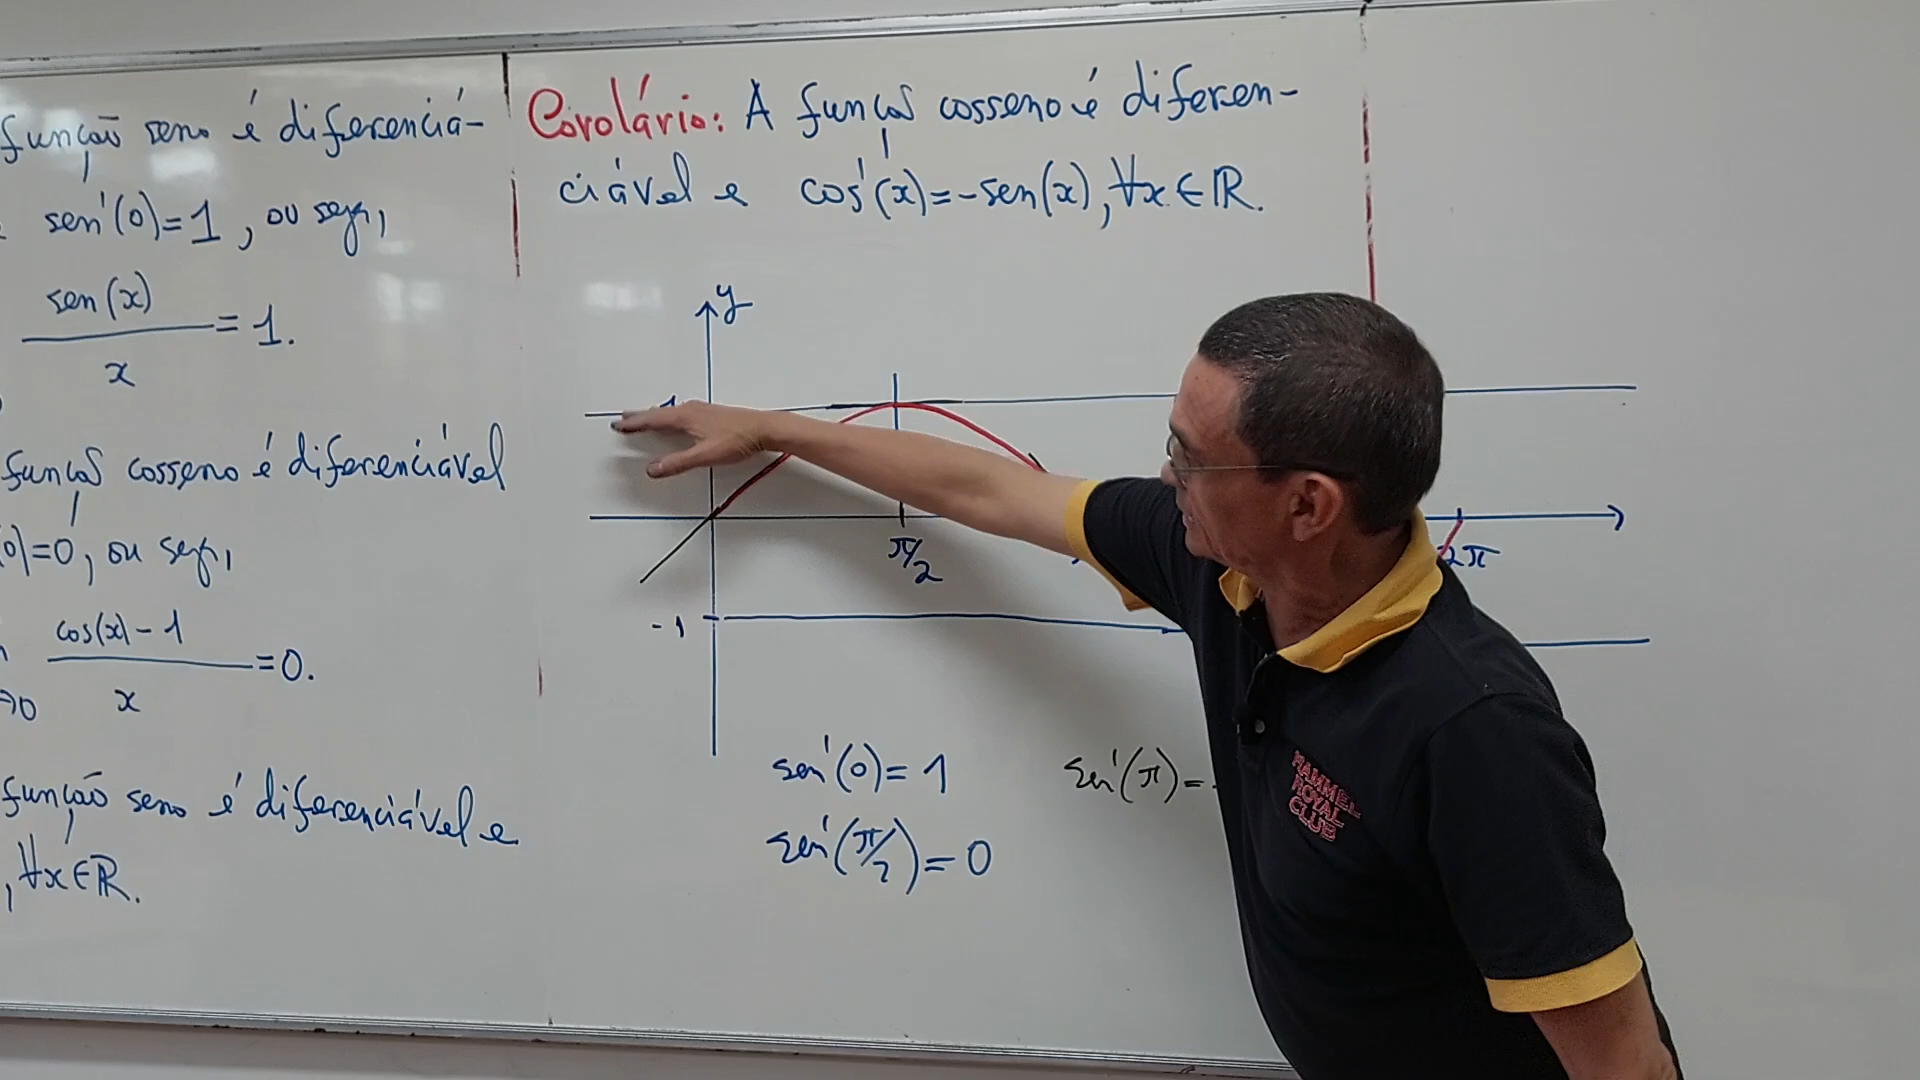 função seno é diferenciá-
sen'(0)=1, ou seja,
sen(x)
= 1.
x
função cosseno é diferenciável
0)=0, ou seja,
cos(x)-1
=0.
→0
x
função seno é diferenciável e
, ∀x∈ℝ.
Corolário: A função cosseno é diferen-
ciável e cos'(x)=-sen(x), ∀x∈ℝ.
y
1
π/2
2π
-1
sen'(0)=1
sen'(π)=-
sen'(π/2)=0
HAMMEL
ROYAL
CLUB